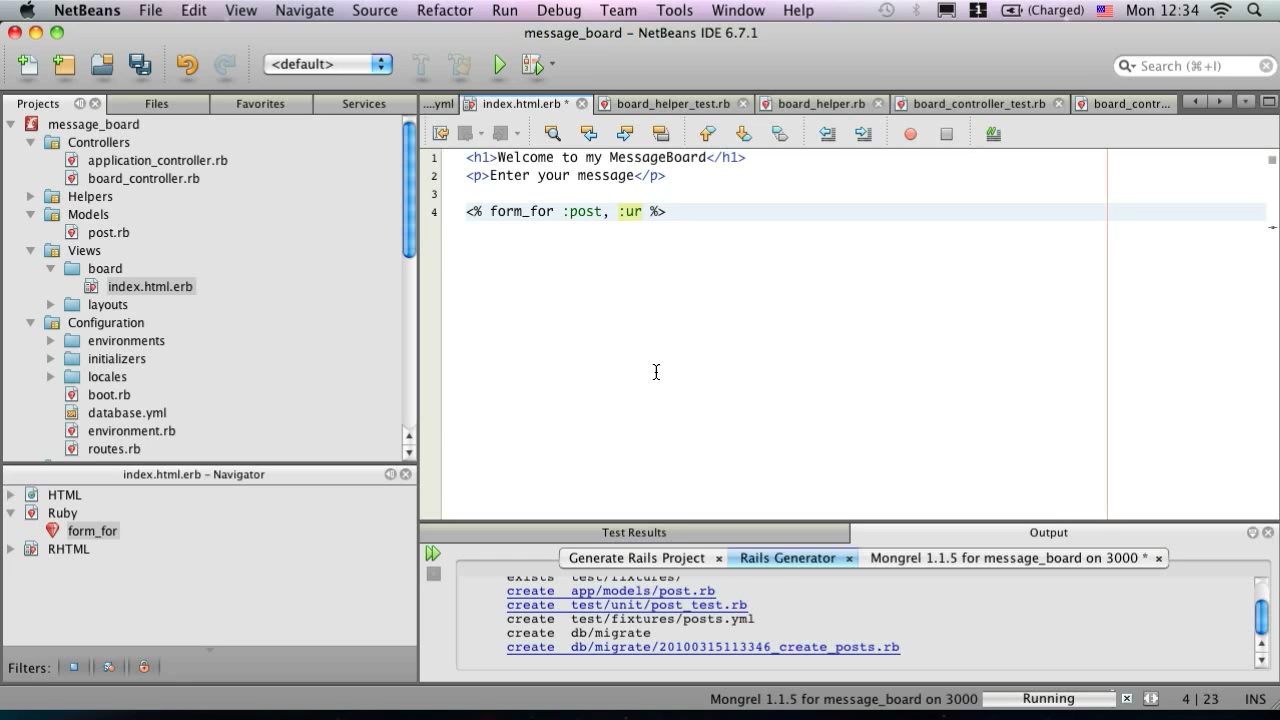 NetBeans File Edit View Navigate Source Refactor Run Debug Team Tools Window Help (Charged) Mon 12:34
message_board – NetBeans IDE 6.7.1
<default> Search (⌘+I)
Projects Files Favorites Services
....yml index.html.erb * board_helper_test.rb board_helper.rb board_controller_test.rb board_contr...
message_board
Controllers
application_controller.rb
board_controller.rb
Helpers
Models
post.rb
Views
board
index.html.erb
layouts
Configuration
environments
initializers
locales
boot.rb
database.yml
environment.rb
routes.rb
1 <h1>Welcome to my MessageBoard</h1>
2 <p>Enter your message</p>
3
4 <% form_for :post, :ur %>
index.html.erb – Navigator
HTML
Ruby
form_for
RHTML
Filters:
Test Results Output
Generate Rails Project Rails Generator Mongrel 1.1.5 for message_board on 3000 *
exists test/fixtures/
create app/models/post.rb
create test/unit/post_test.rb
create test/fixtures/posts.yml
create db/migrate
create db/migrate/20100315113346_create_posts.rb
Mongrel 1.1.5 for message_board on 3000 Running 4 | 23 INS